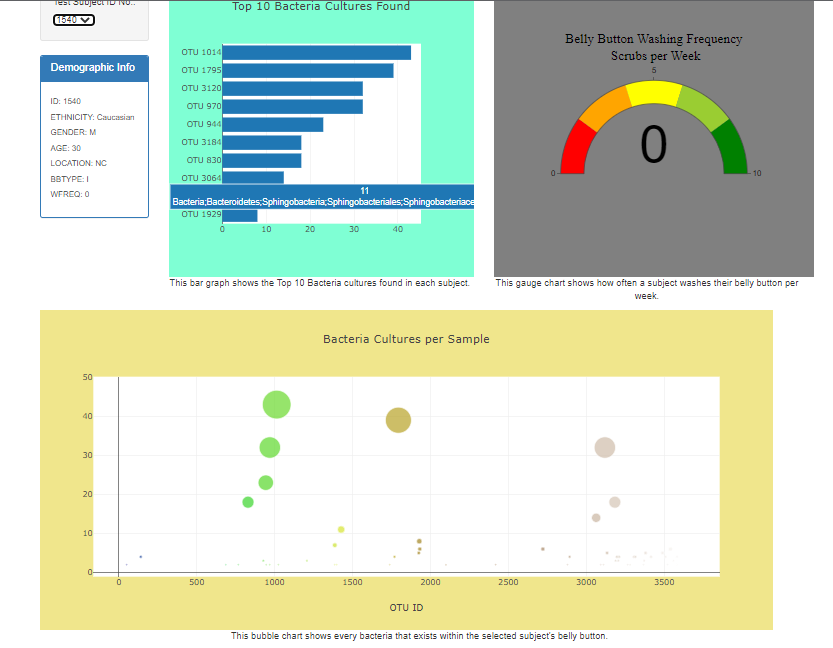 Test Subject ID No.:
1540
Demographic Info
ID: 1540
ETHNICITY: Caucasian
GENDER: M
AGE: 30
LOCATION: NC
BBTYPE: I
WFREQ: 0
Top 10 Bacteria Cultures Found
OTU 1014
OTU 1795
OTU 3120
OTU 970
OTU 944
OTU 3184
OTU 830
OTU 3064
11
Bacteria;Bacteroidetes;Sphingobacteria;Sphingobacteriales;Sphingobacteriace
OTU 1929
0 10 20 30 40
This bar graph shows the Top 10 Bacteria cultures found in each subject.
Belly Button Washing Frequency
Scrubs per Week
5
0
0 10
This gauge chart shows how often a subject washes their belly button per
week.
Bacteria Cultures per Sample
50
40
30
20
10
0
0 500 1000 1500 2000 2500 3000 3500
OTU ID
This bubble chart shows every bacteria that exists within the selected subject's belly button.